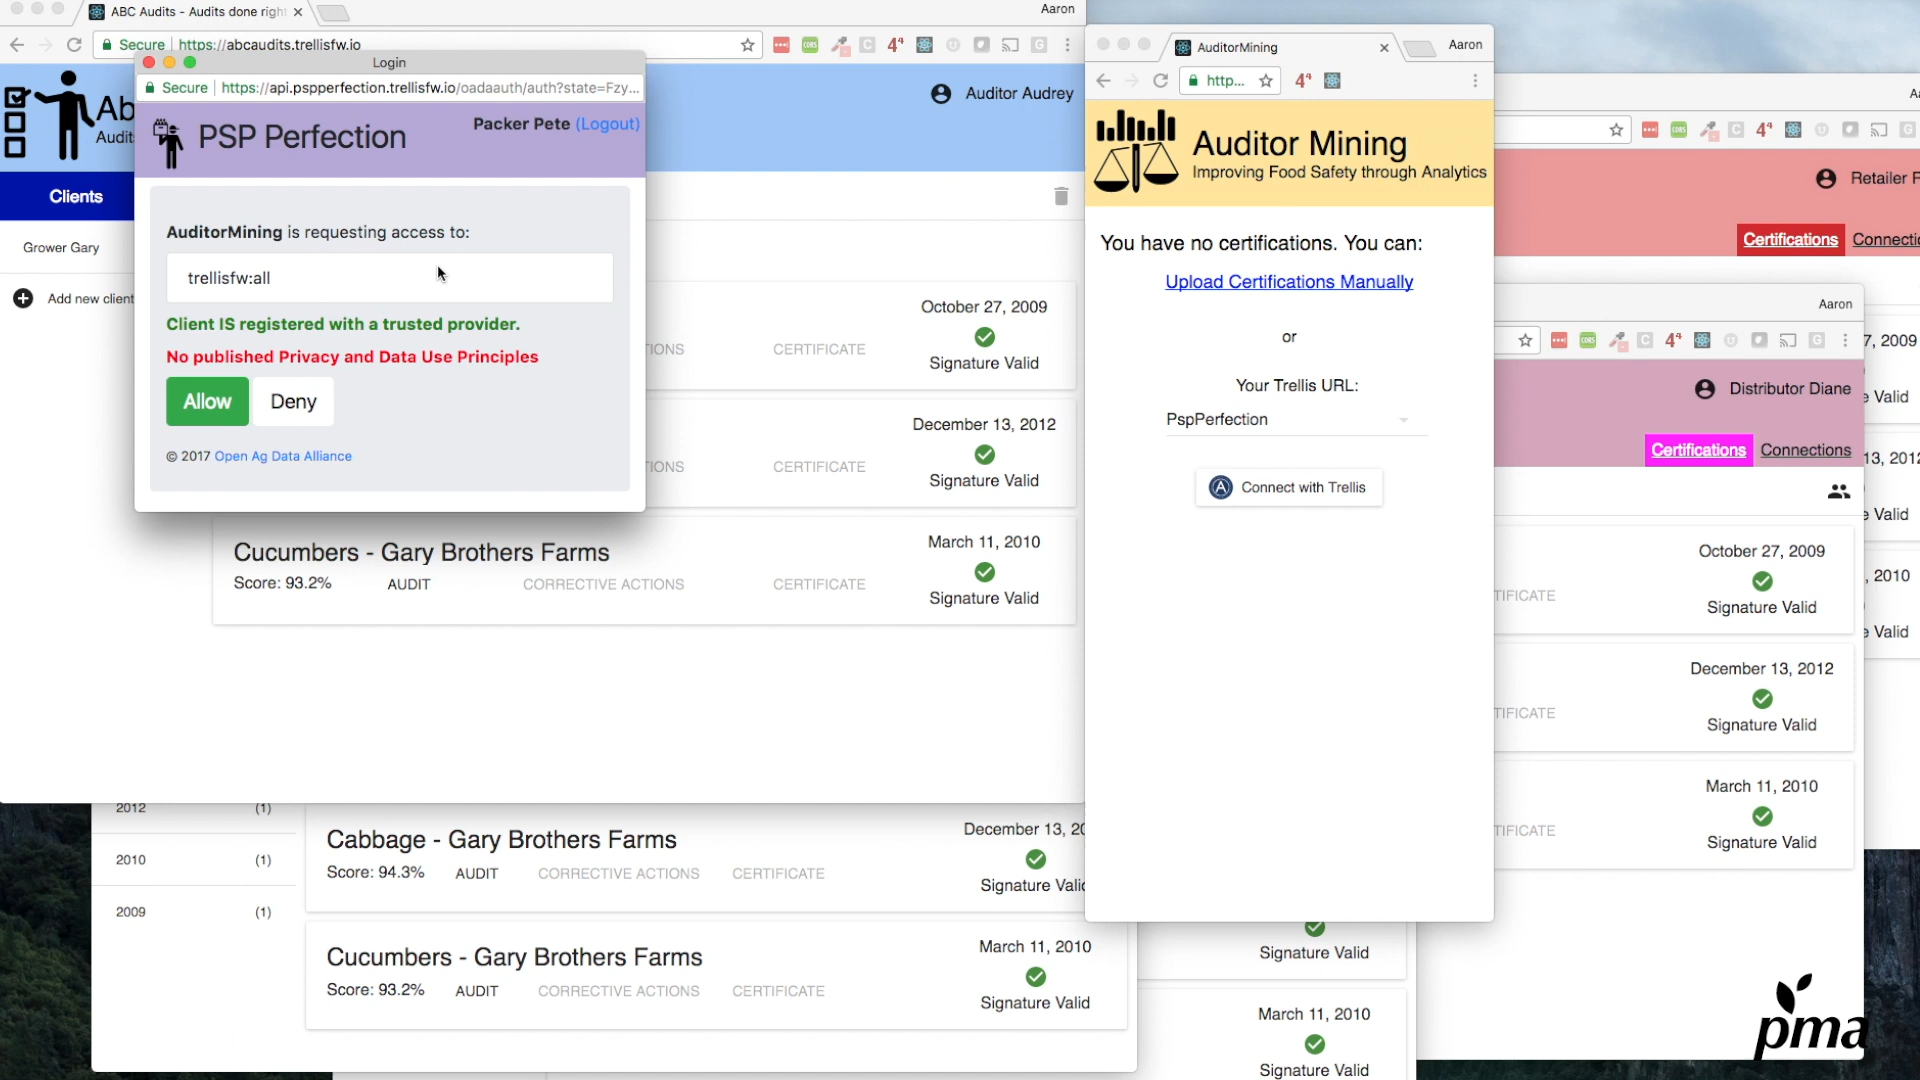 ABC Audits - Audits done right
Aaron
Secure
https://abcaudits.trellisfw.io
Login
Secure
https://api.pspperfection.trellisfw.io/oadaauth/auth?state=Fzy...
PSP Perfection
Packer Pete (Logout)
Auditor Audrey
Clients
Grower Gary
Add new client
AuditorMining is requesting access to:
trellisfw:all
Client IS registered with a trusted provider.
No published Privacy and Data Use Principles
Allow
Deny
© 2017 Open Ag Data Alliance
October 27, 2009
CERTIFICATE
Signature Valid
December 13, 2012
CERTIFICATE
Signature Valid
Cucumbers - Gary Brothers Farms
March 11, 2010
Score: 93.2%
AUDIT
CORRECTIVE ACTIONS
CERTIFICATE
Signature Valid
2012 (1)
2010 (1)
2009 (1)
Cabbage - Gary Brothers Farms
December 13, 20
Score: 94.3%
AUDIT
CORRECTIVE ACTIONS
CERTIFICATE
Signature Valid
Cucumbers - Gary Brothers Farms
March 11, 2010
Score: 93.2%
AUDIT
CORRECTIVE ACTIONS
CERTIFICATE
Signature Valid
AuditorMining
Aaron
http...
Auditor Mining
Improving Food Safety through Analytics
You have no certifications. You can:
Upload Certifications Manually
or
Your Trellis URL:
PspPerfection
Connect with Trellis
Signature Valid
March 11, 2010
Signature Valid
Retailer
Certifications
Aaron
Distributor Diane
Certifications
Connections
October 27, 2009
Signature Valid
December 13, 2012
Signature Valid
March 11, 2010
Signature Valid
pma